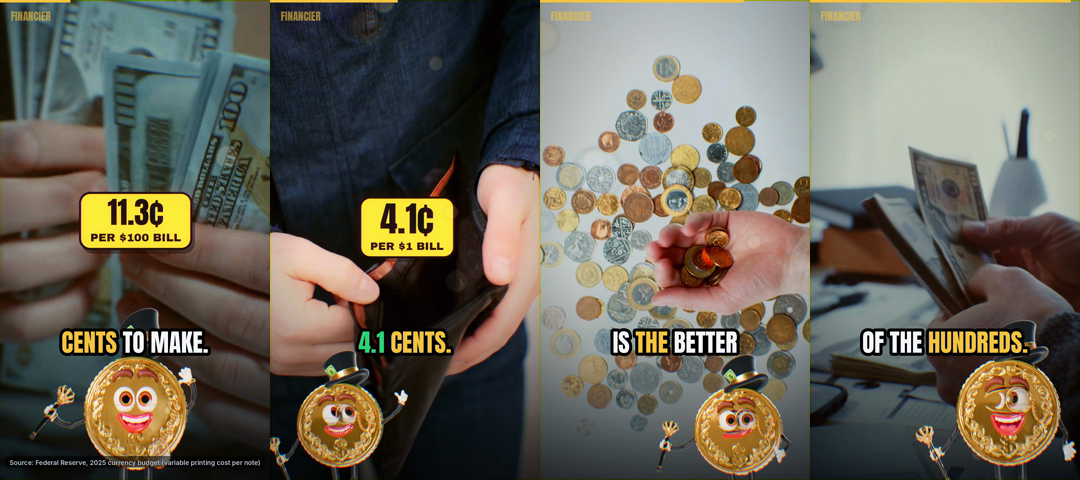 FINANCIER
11.3¢
PER $100 BILL
CENTS TO MAKE.
Source: Federal Reserve, 2025 currency budget (variable printing cost per note)
4.1¢
PER $1 BILL
4.1 CENTS.
FINANCIER
IS THE BETTER
FINANCIER
OF THE HUNDREDS.